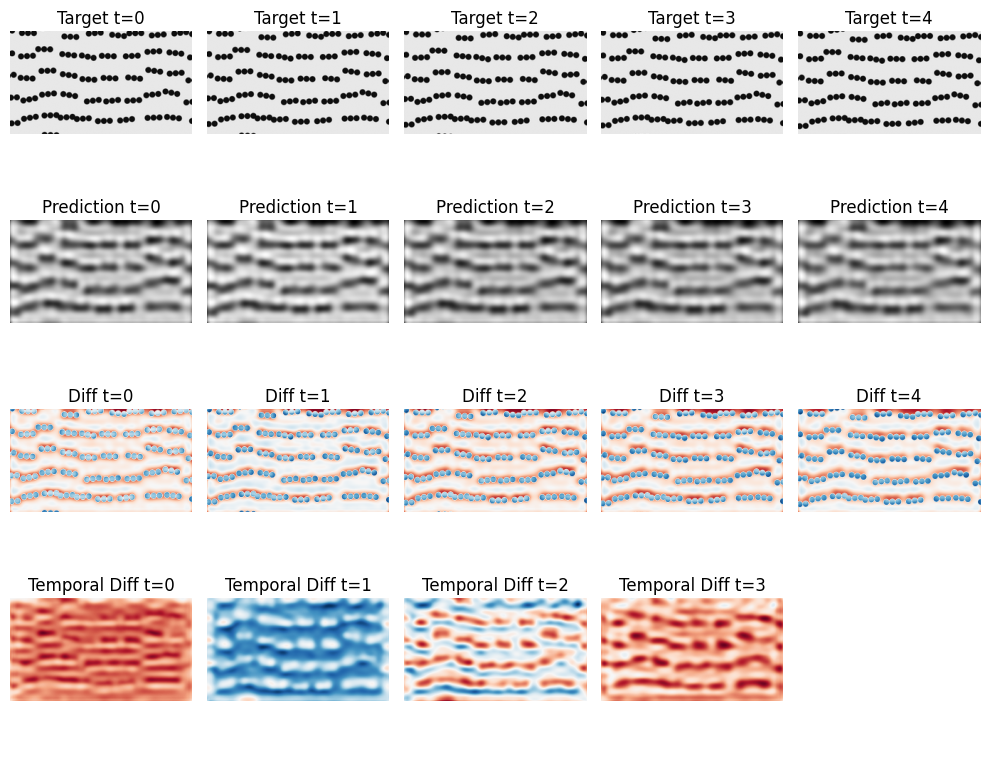 Target t=0 Target t=1 Target t=2 Target t=3 Target t=4
Prediction t=0 Prediction t=1 Prediction t=2 Prediction t=3 Prediction t=4
Diff t=0 Diff t=1 Diff t=2 Diff t=3 Diff t=4
Temporal Diff t=0 Temporal Diff t=1 Temporal Diff t=2 Temporal Diff t=3